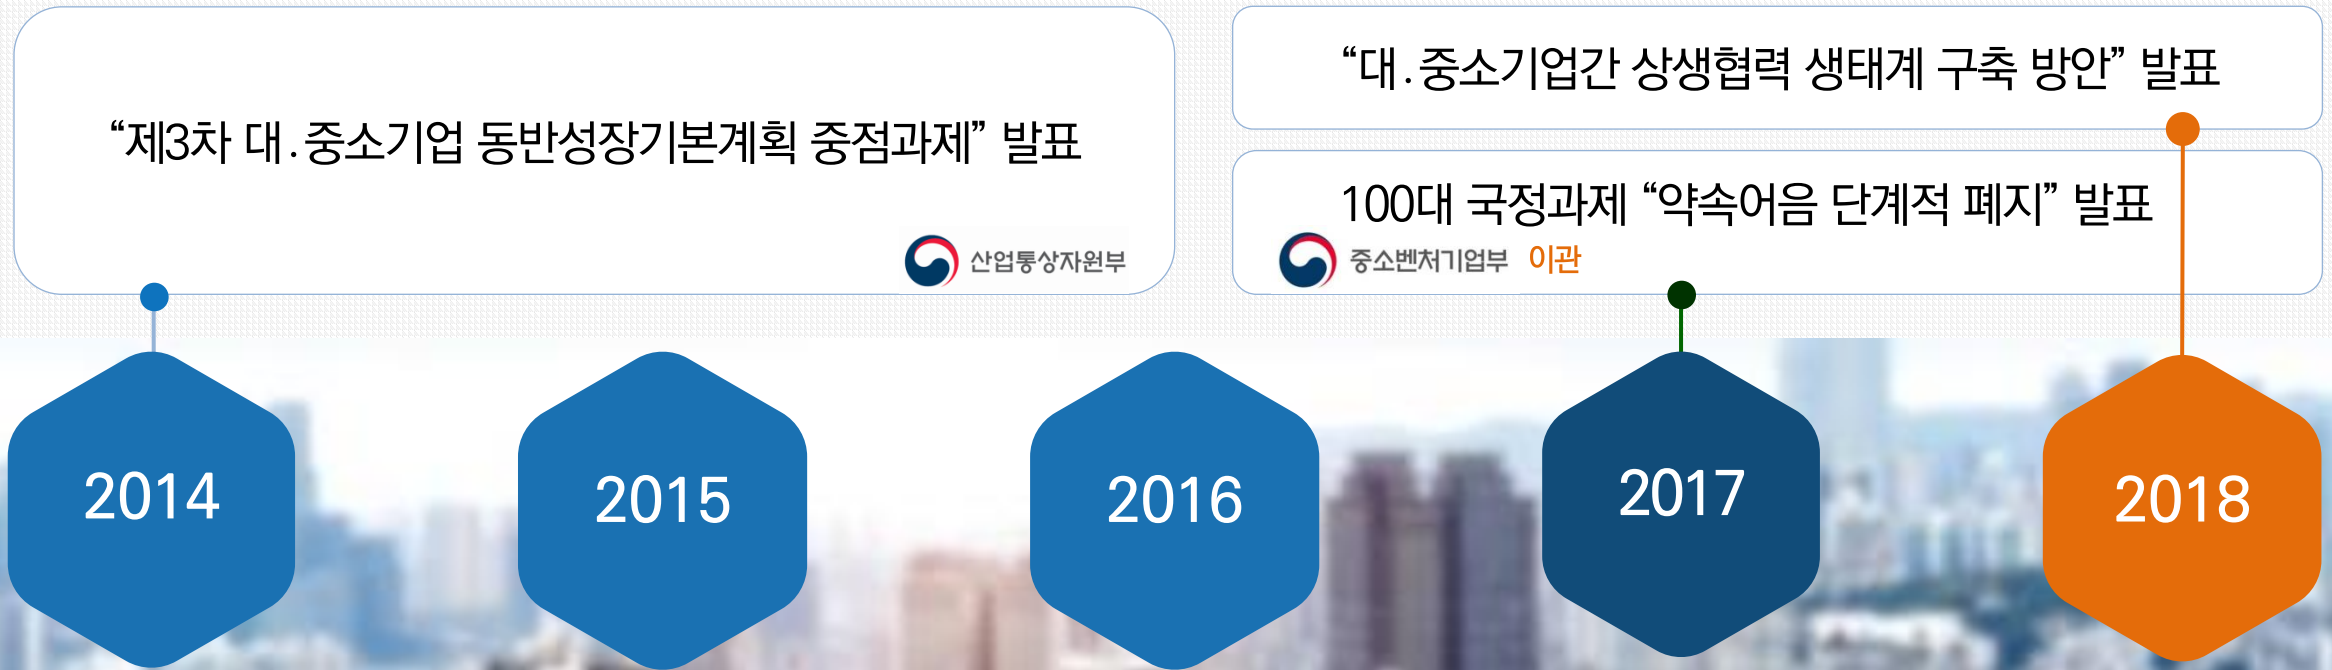 “제3차 대.중소기업 동반성장기본계획 중점과제” 발표
산업통상자원부
“대.중소기업간 상생협력 생태계 구축 방안” 발표
100대 국정과제 “약속어음 단계적 폐지” 발표
중소벤처기업부 이관
2014
2015
2016
2017
2018